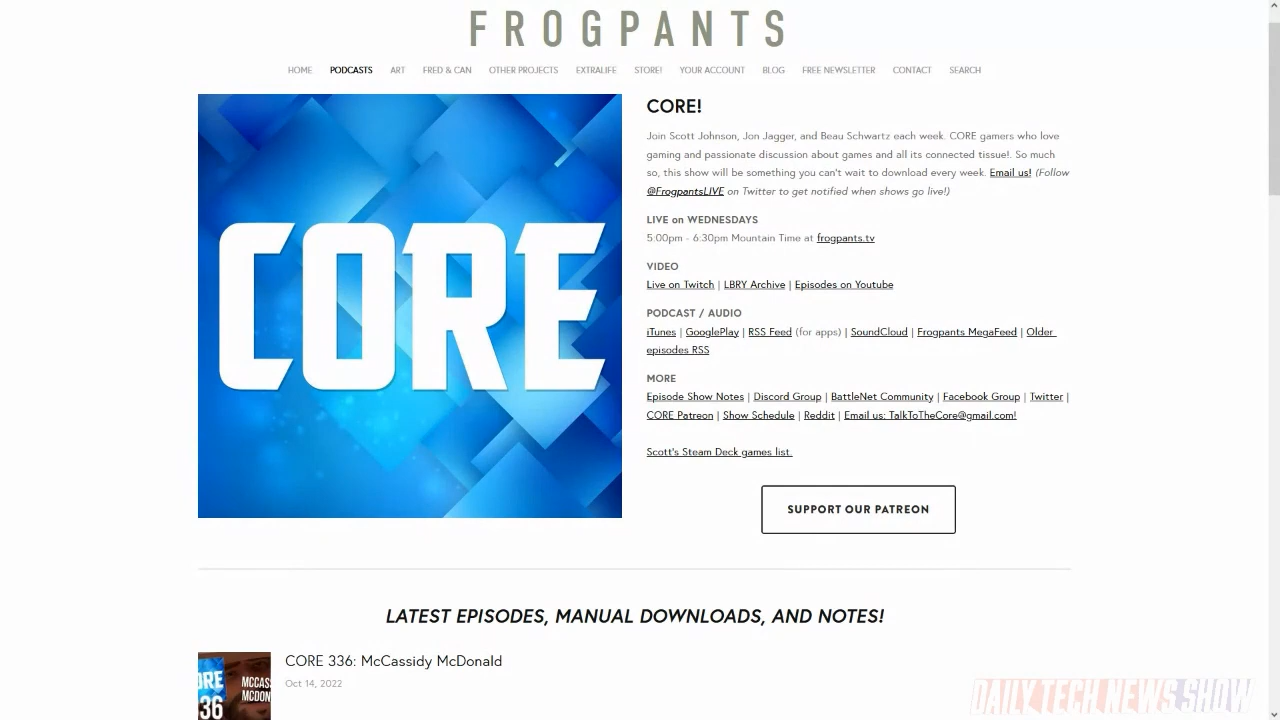 FROGPANTS
HOME PODCASTS ART FRED & CAN OTHER PROJECTS EXTRALIFE STORE! YOUR ACCOUNT BLOG FREE NEWSLETTER CONTACT SEARCH
CORE
CORE!
Join Scott Johnson, Jon Jagger, and Beau Schwartz each week. CORE gamers who love
gaming and passionate discussion about games and all its connected tissue!. So much
so, this show will be something you can't wait to download every week. Email us! (Follow
@FrogpantsLIVE on Twitter to get notified when shows go live!)
LIVE on WEDNESDAYS
5:00pm - 6:30pm Mountain Time at frogpants.tv
VIDEO
Live on Twitch | LBRY Archive | Episodes on Youtube
PODCAST / AUDIO
iTunes | GooglePlay | RSS Feed (for apps) | SoundCloud | Frogpants MegaFeed | Older
episodes RSS
MORE
Episode Show Notes | Discord Group | BattleNet Community | Facebook Group | Twitter |
CORE Patreon | Show Schedule | Reddit | Email us: TalkToTheCore@gmail.com!
Scott's Steam Deck games list.
SUPPORT OUR PATREON
LATEST EPISODES, MANUAL DOWNLOADS, AND NOTES!
CORE 336: McCassidy McDonald
Oct 14, 2022
ORE
36
MCCAS
MCDON
DAILY TECH NEWS SHOW